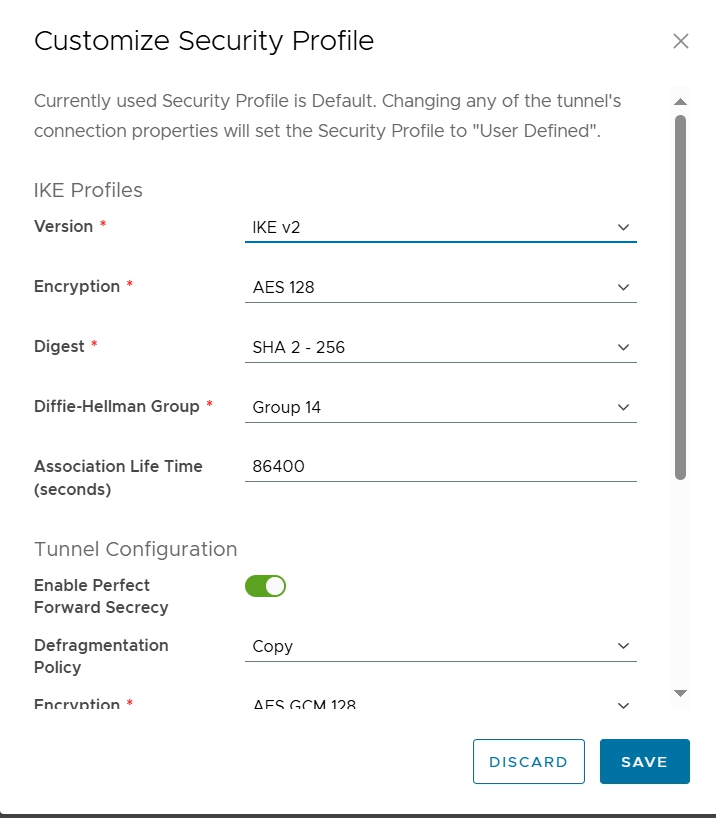 Customize Security Profile
Currently used Security Profile is Default. Changing any of the tunnel's
connection properties will set the Security Profile to "User Defined".
IKE Profiles
Version * IKE v2
Encryption * AES 128
Digest * SHA 2 - 256
Diffie-Hellman Group * Group 14
Association Life Time
(seconds) 86400
Tunnel Configuration
Enable Perfect
Forward Secrecy
Defragmentation
Policy Copy
Encryption * AES GCM 128
DISCARD SAVE